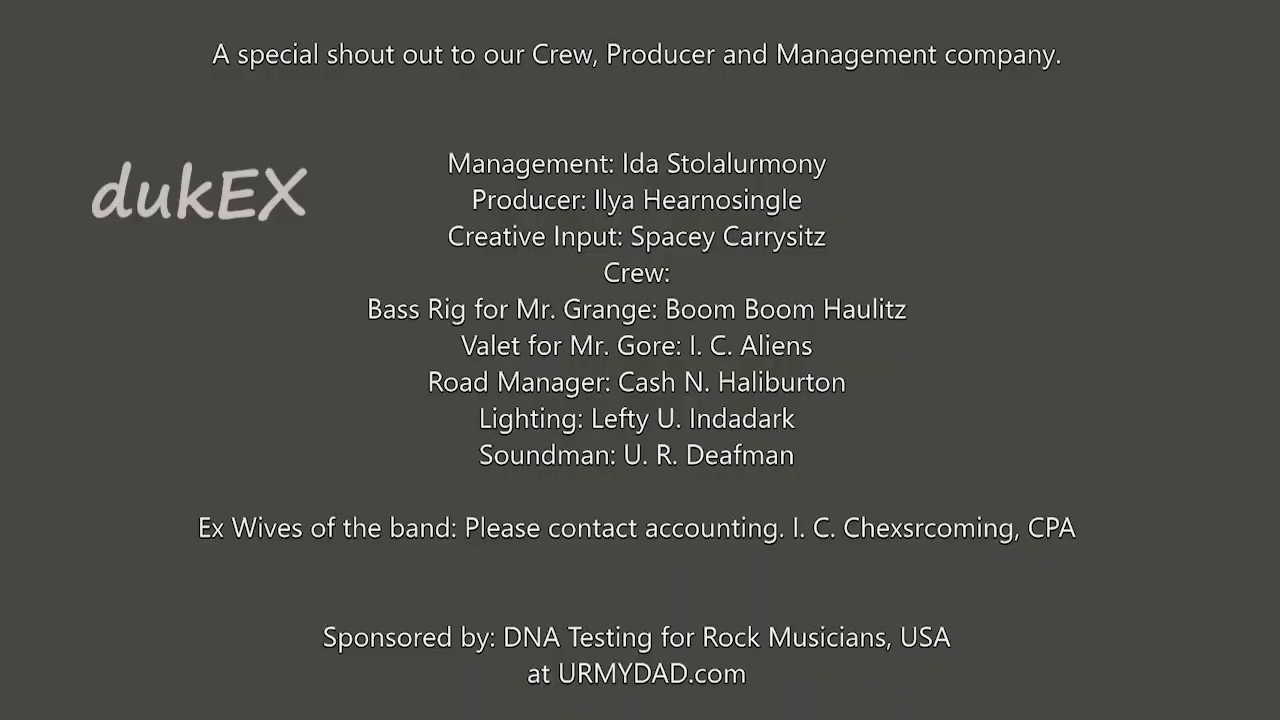 A special shout out to our Crew, Producer and Management company.
dukEX
Management: Ida Stolalurmony
Producer: Ilya Hearnosingle
Creative Input: Spacey Carrysitz
Crew:
Bass Rig for Mr. Grange: Boom Boom Haulitz
Valet for Mr. Gore: I. C. Aliens
Road Manager: Cash N. Haliburton
Lighting: Lefty U. Indadark
Soundman: U. R. Deafman
Ex Wives of the band: Please contact accounting. I. C. Chexsrcoming, CPA
Sponsored by: DNA Testing for Rock Musicians, USA
at URMYDAD.com